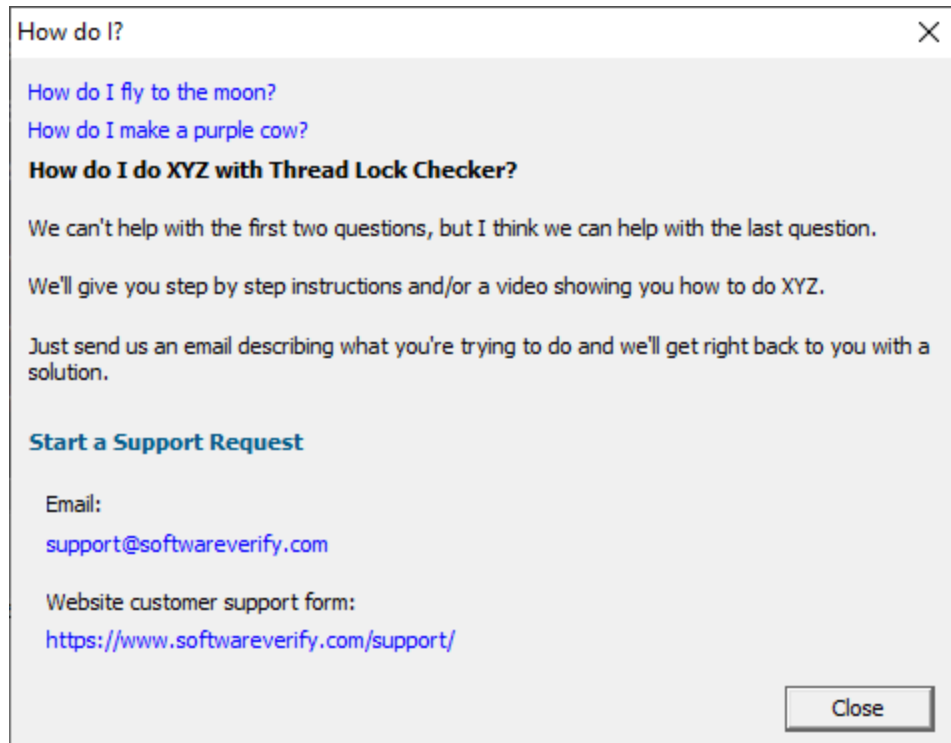 How do I?
How do I fly to the moon?
How do I make a purple cow?
How do I do XYZ with Thread Lock Checker?
We can't help with the first two questions, but I think we can help with the last question.
We'll give you step by step instructions and/or a video showing you how to do XYZ.
Just send us an email describing what you're trying to do and we'll get right back to you with a
solution.
Start a Support Request
Email:
support@softwareverify.com
Website customer support form:
https://www.softwareverify.com/support/
Close